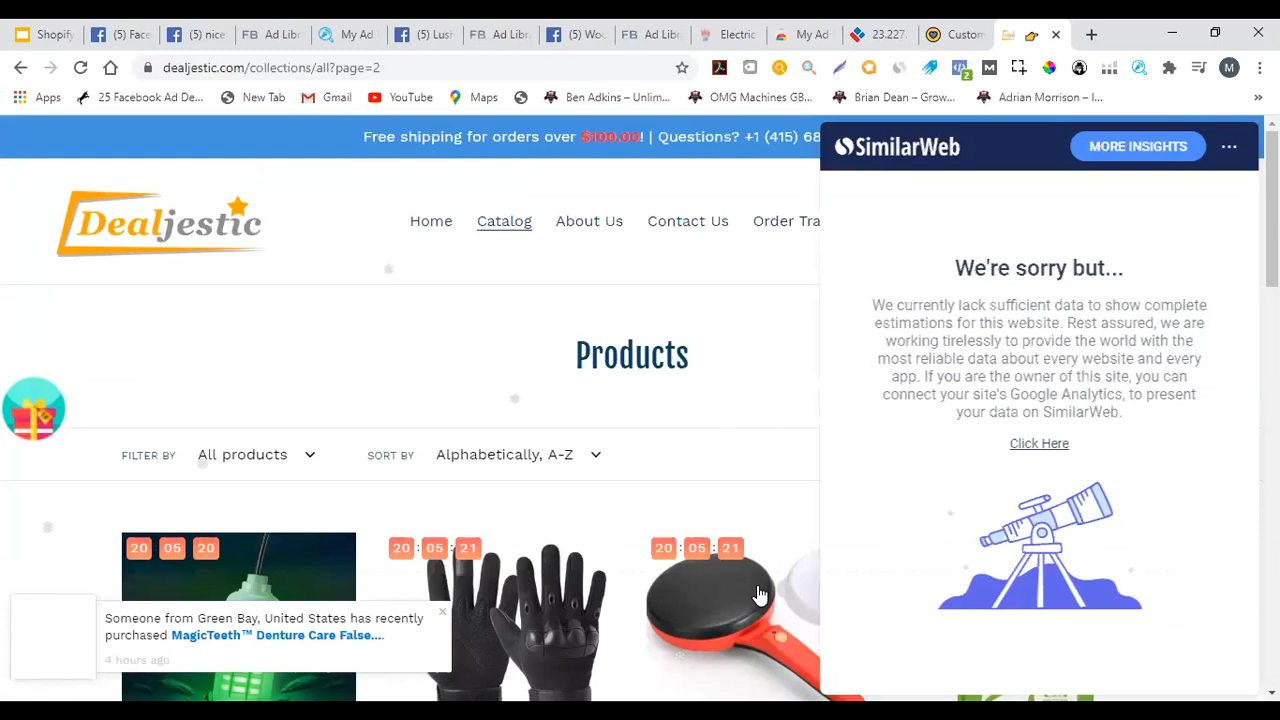 Shopify
(5) Face
(5) nice
Ad Libr
My Ad
(5) Lush
Ad Libra
(5) Woo
Ad Libra
Electric
My Ad
23.227.
Custom
dealjestic.com/collections/all?page=2
Apps
25 Facebook Ad De...
New Tab
Gmail
YouTube
Maps
Ben Adkins – Unlim...
OMG Machines GB...
Brian Dean – Grow...
Adrian Morrison – I...
Free shipping for orders over $100.00! | Questions? +1 (415) 68
SimilarWeb
MORE INSIGHTS
Dealjestic
Home
Catalog
About Us
Contact Us
Order Tra
We're sorry but...
We currently lack sufficient data to show complete
estimations for this website. Rest assured, we are
working tirelessly to provide the world with the
most reliable data about every website and every
app. If you are the owner of this site, you can
connect your site's Google Analytics, to present
your data on SimilarWeb.
Click Here
Products
FILTER BY
All products
SORT BY
Alphabetically, A-Z
20 05 20
20 : 05 : 21
20 : 05 : 21
Someone from Green Bay, United States has recently
purchased MagicTeeth™ Denture Care False....
4 hours ago